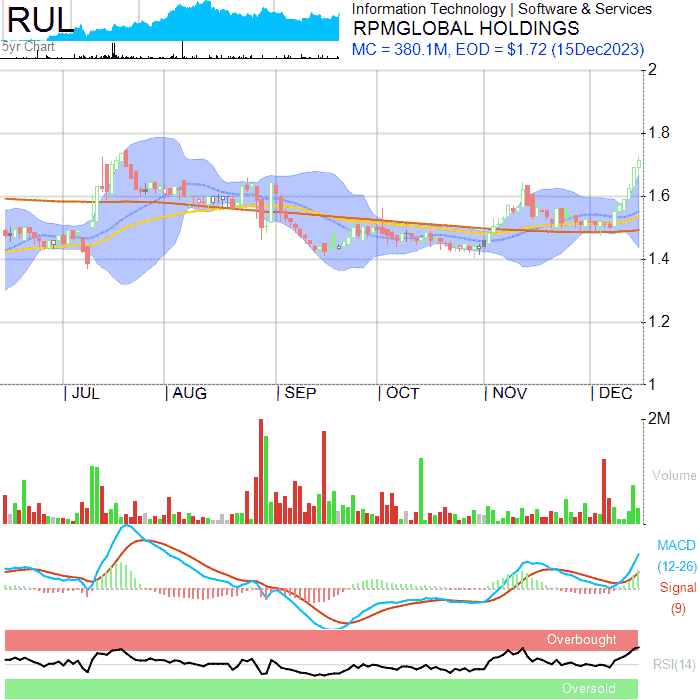 RUL
5yr Chart
Information Technology | Software & Services
RPMGLOBAL HOLDINGS
MC = 380.1M, EOD = $1.72 (15Dec2023)
2
1.8
1.6
1.4
1.2
1
JUL AUG SEP OCT NOV DEC
2M
Volume
MACD
(12-26)
Signal
(9)
Overbought
RSI(14)
Oversold